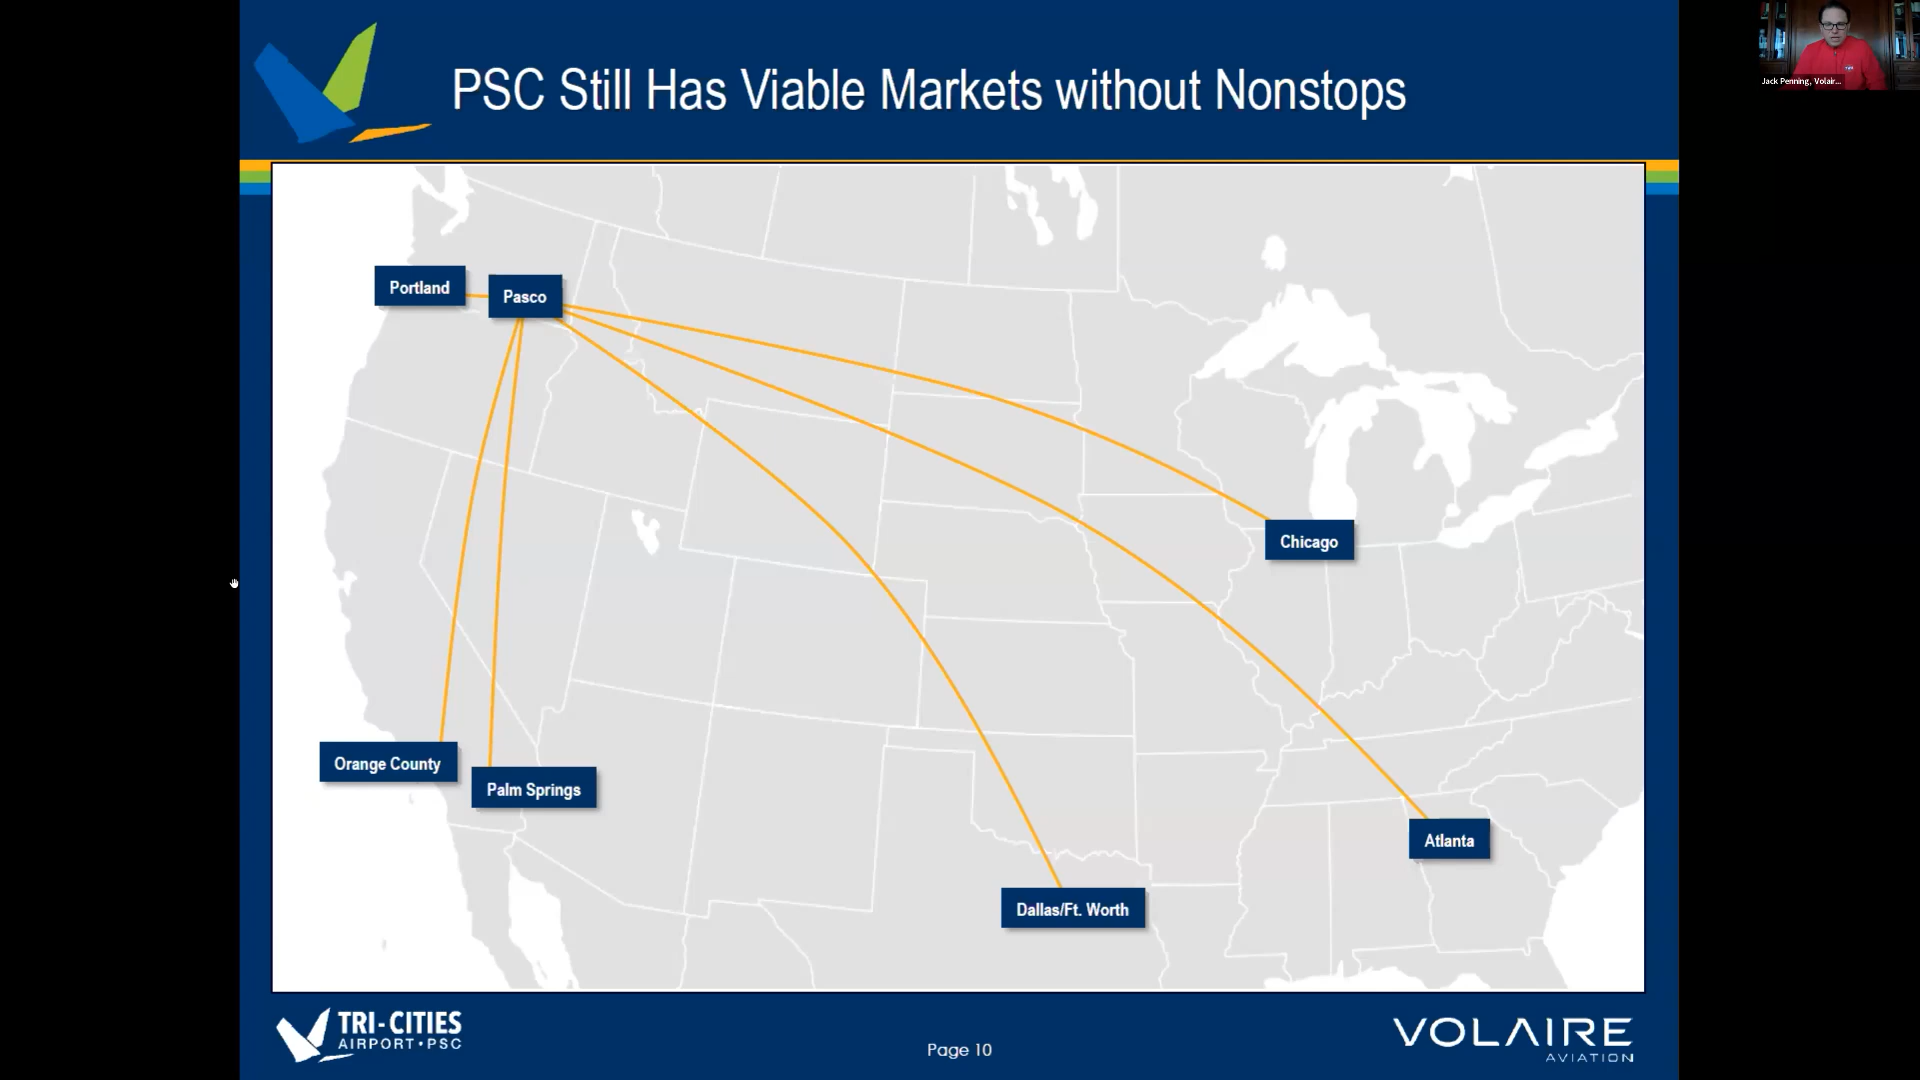 PSC Still Has Viable Markets without Nonstops
Jack Penning, Volair...
Portland
Pasco
Chicago
Orange County
Palm Springs
Atlanta
Dallas/Ft. Worth
TRI-CITIES
AIRPORT•PSC
Page 10
VOLAIRE
AVIATION